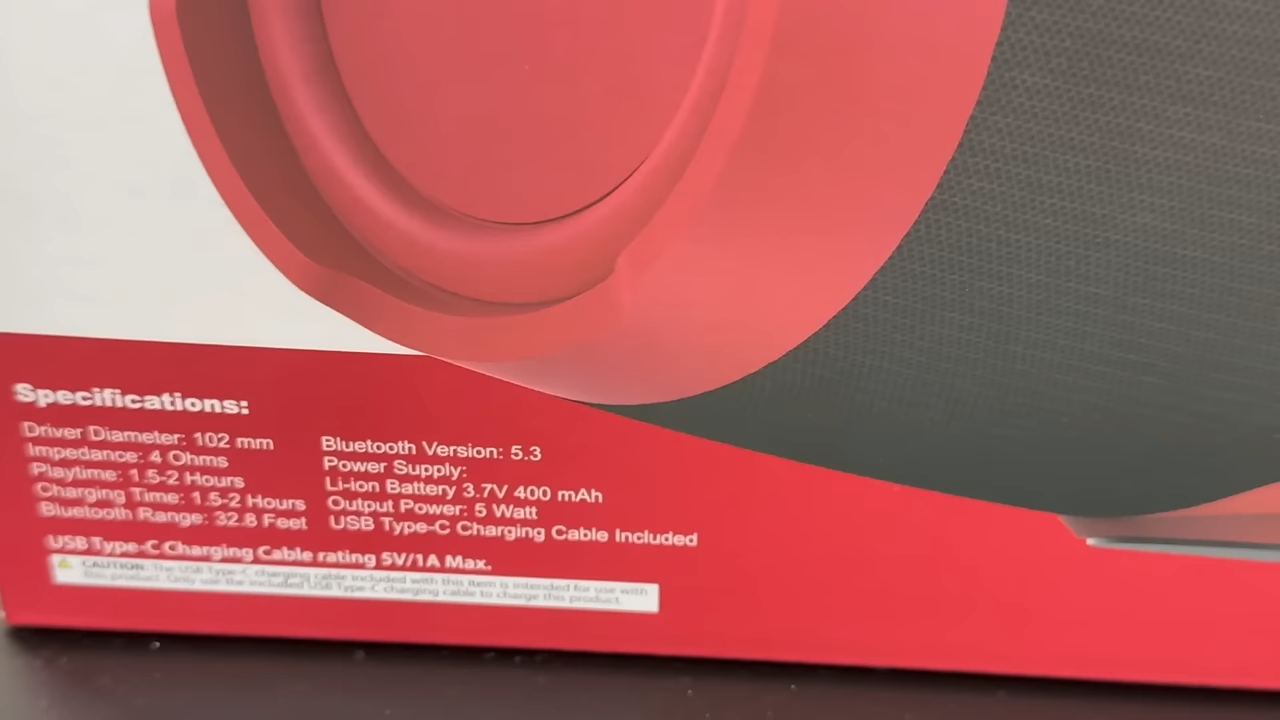 Specifications:
Driver Diameter: 102 mm
Impedance: 4 Ohms
Playtime: 1.5-2 Hours
Charging Time: 1.5-2 Hours
Bluetooth Range: 32.8 Feet
Bluetooth Version: 5.3
Power Supply:
Li-ion Battery 3.7V 400 mAh
Output Power: 5 Watt
USB Type-C Charging Cable Included
USB Type-C Charging Cable rating 5V/1A Max.
CAUTION: The USB Type-C charging cable included with this item is intended for use with
this product. Only use the included USB Type-C charging cable to charge this product.